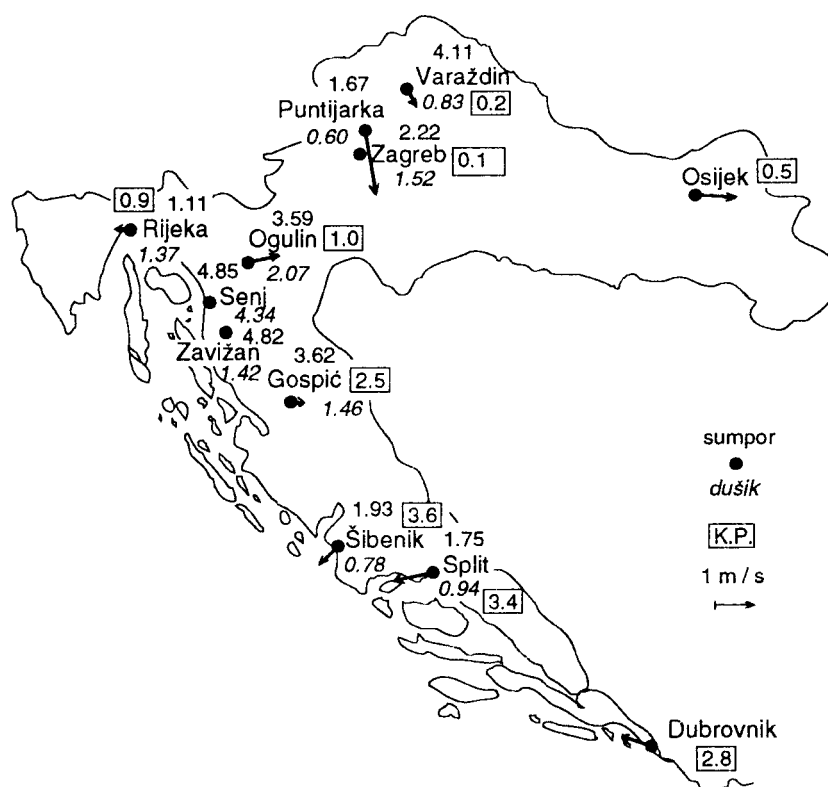 4.11
Varaždin
0.83 0.2
1.67
Puntijarka
0.60
2.22
Zagreb 0.1
1.52
Osijek 0.5
0.9 1.11
Rijeka
1.37
3.59
Ogulin 1.0
2.07
4.85
Senj
4.34
4.82
Zavižan
1.42
3.62
Gospić 2.5
1.46
sumpor
dušik
K.P.
1 m / s
1.93 3.6
Šibenik
0.78
1.75
Split
0.94 3.4
Dubrovnik
2.8